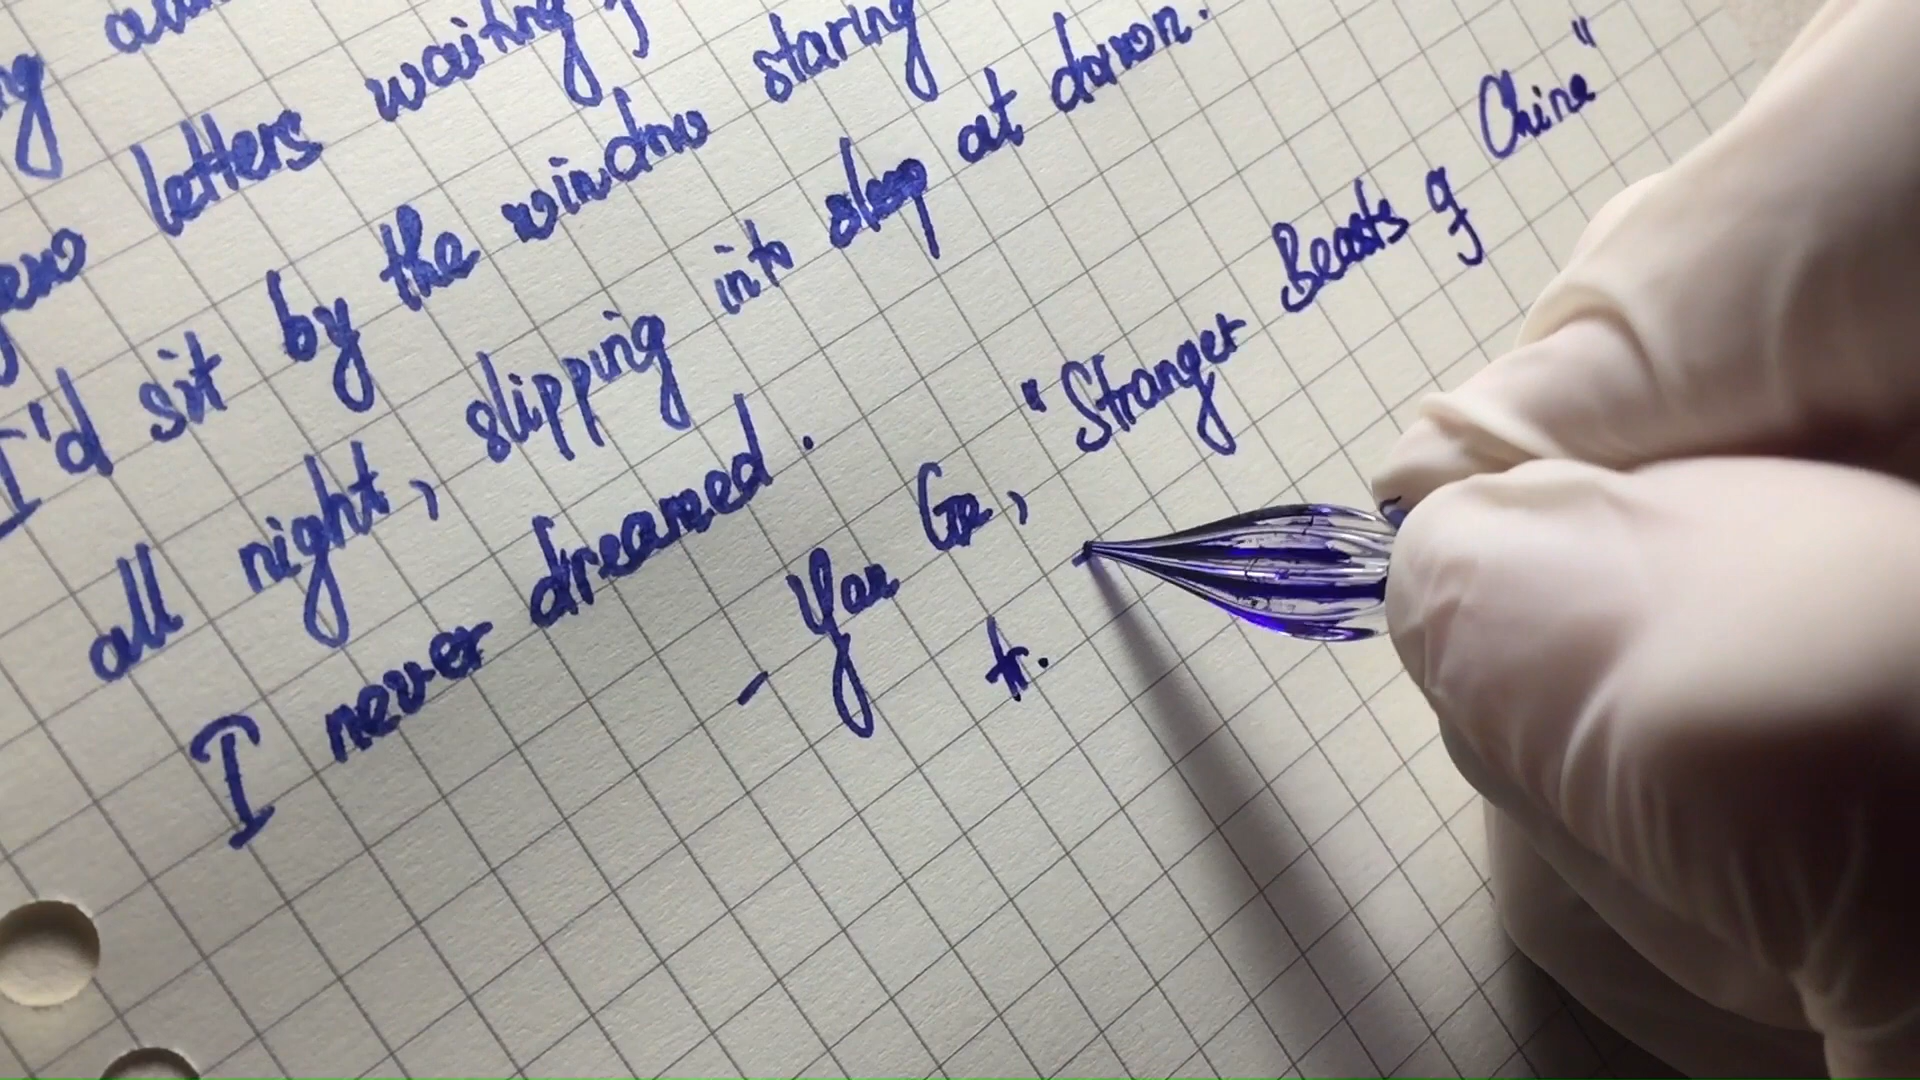 letters waiting
I'd sit by the window staring
all night, slipping into sleep at dawn.
I never dreamed.
- Yan Ge, "Stranger Beasts of China"
tr.